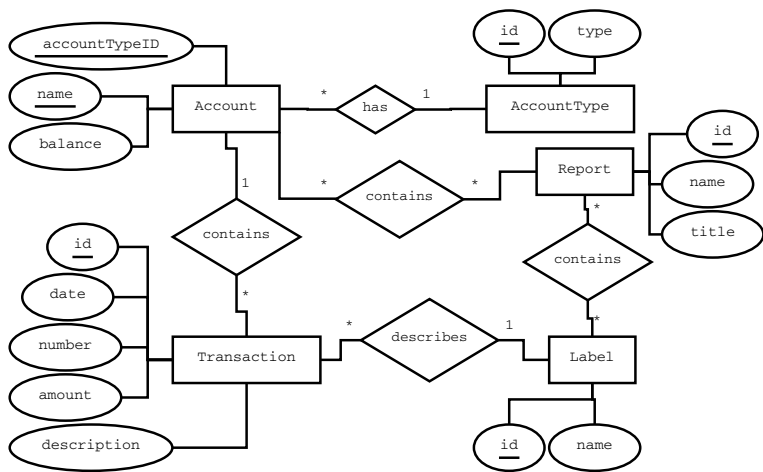 accountTypeID
id
type
name
Account
*
has
1
AccountType
balance
id
Report
1
*
contains
*
name
*
title
contains
contains
id
date
*
*
number
*
describes
1
Transaction
Label
amount
description
id
name